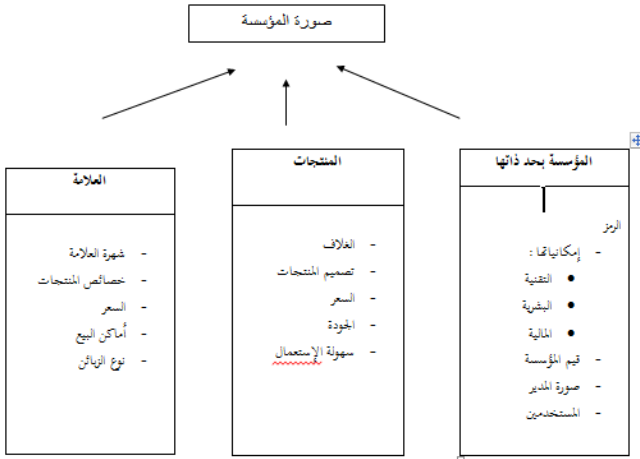 صورة المؤسسة
المؤسسة بحد ذاتها
الرمز
- إمكانياتها :
● التقنية
● البشرية
● المالية
- قيم المؤسسة
- صورة المدير
- المستخدمين
المنتجات
- الغلاف
- تصميم المنتجات
- السعر
- الجودة
- سهولة الإستعمال
العلامة
- شهرة العلامة
- خصائص المنتجات
- السعر
- أماكن البيع
- نوع الزبائن